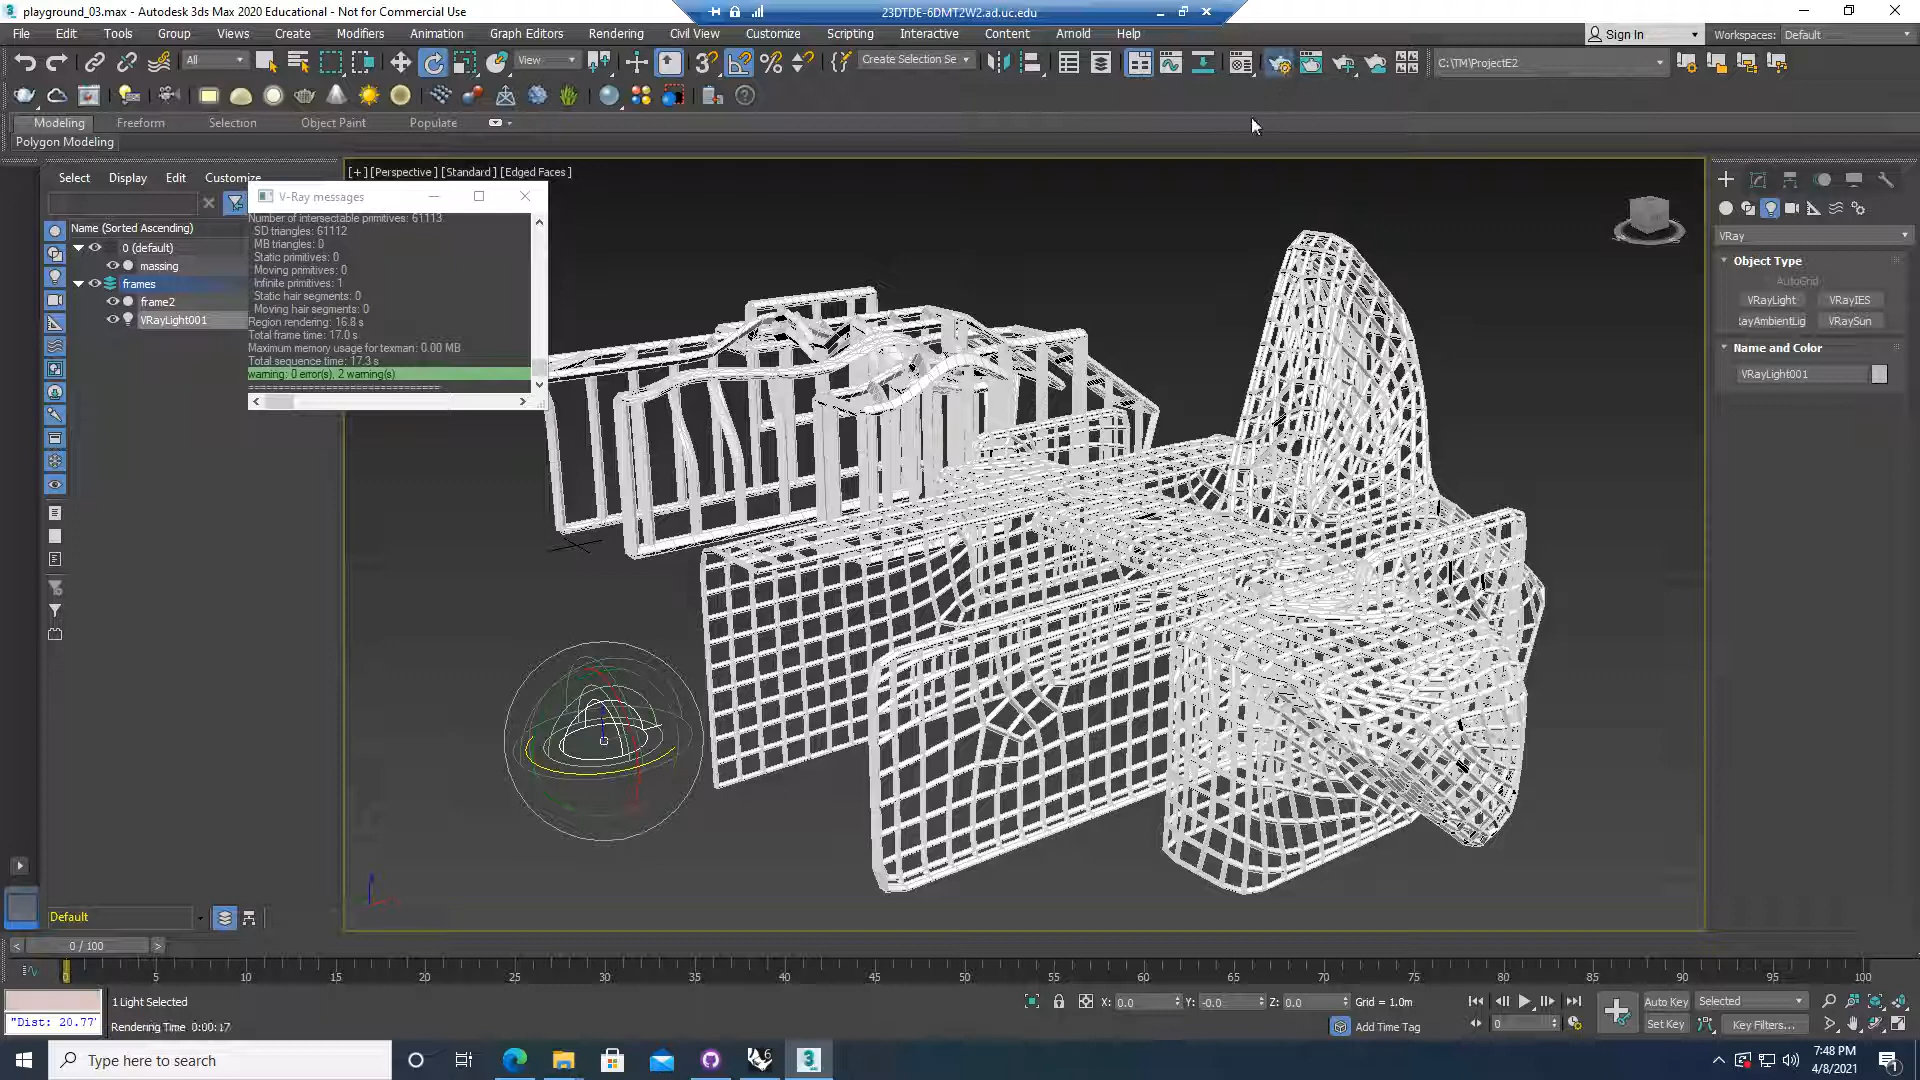 playground_03.max - Autodesk 3ds Max 2020 Educational - Not for Commercial Use
23DTDE-6DMT2W2.ad.uc.edu
File Edit Tools Group Views Create Modifiers Animation Graph Editors Rendering Civil View Customize Scripting Interactive Content Arnold Help
Sign In
Workspaces: Default
All
View
Create Selection Se
C:\TM\ProjectE2
Modeling Freeform Selection Object Paint Populate
Polygon Modeling
Select Display Edit Customize
Name (Sorted Ascending)
0 (default)
massing
frames
frame2
VRayLight001
V-Ray messages
Number of intersectable primitives: 61113
SD triangles: 61112
MB triangles: 0
Static primitives: 0
Moving primitives: 0
Infinite primitives: 1
Static hair segments: 0
Moving hair segments: 0
Region rendering: 16.8 s
Total frame time: 17.0 s
Maximum memory usage for texman: 0.00 MB
Total sequence time: 17.3 s
warning: 0 error(s), 2 warning(s)
================================
[+] [Perspective ] [Standard ] [Edged Faces ]
VRay
Object Type
AutoGrid
VRayLight VRayIES
RayAmbientLig VRaySun
Name and Color
VRayLight001
Default
0 / 100
0 5 10 15 20 25 30 35 40 45 50 55 60 65 70 75 80 85 90 95 100
1 Light Selected
"Dist: 20.77'
Rendering Time 0:00:17
X: 0.0 Y: -0.0 Z: 0.0 Grid = 1.0m
Add Time Tag
0
Auto Key Selected
Set Key Key Filters...
Type here to search
7:48 PM
4/8/2021